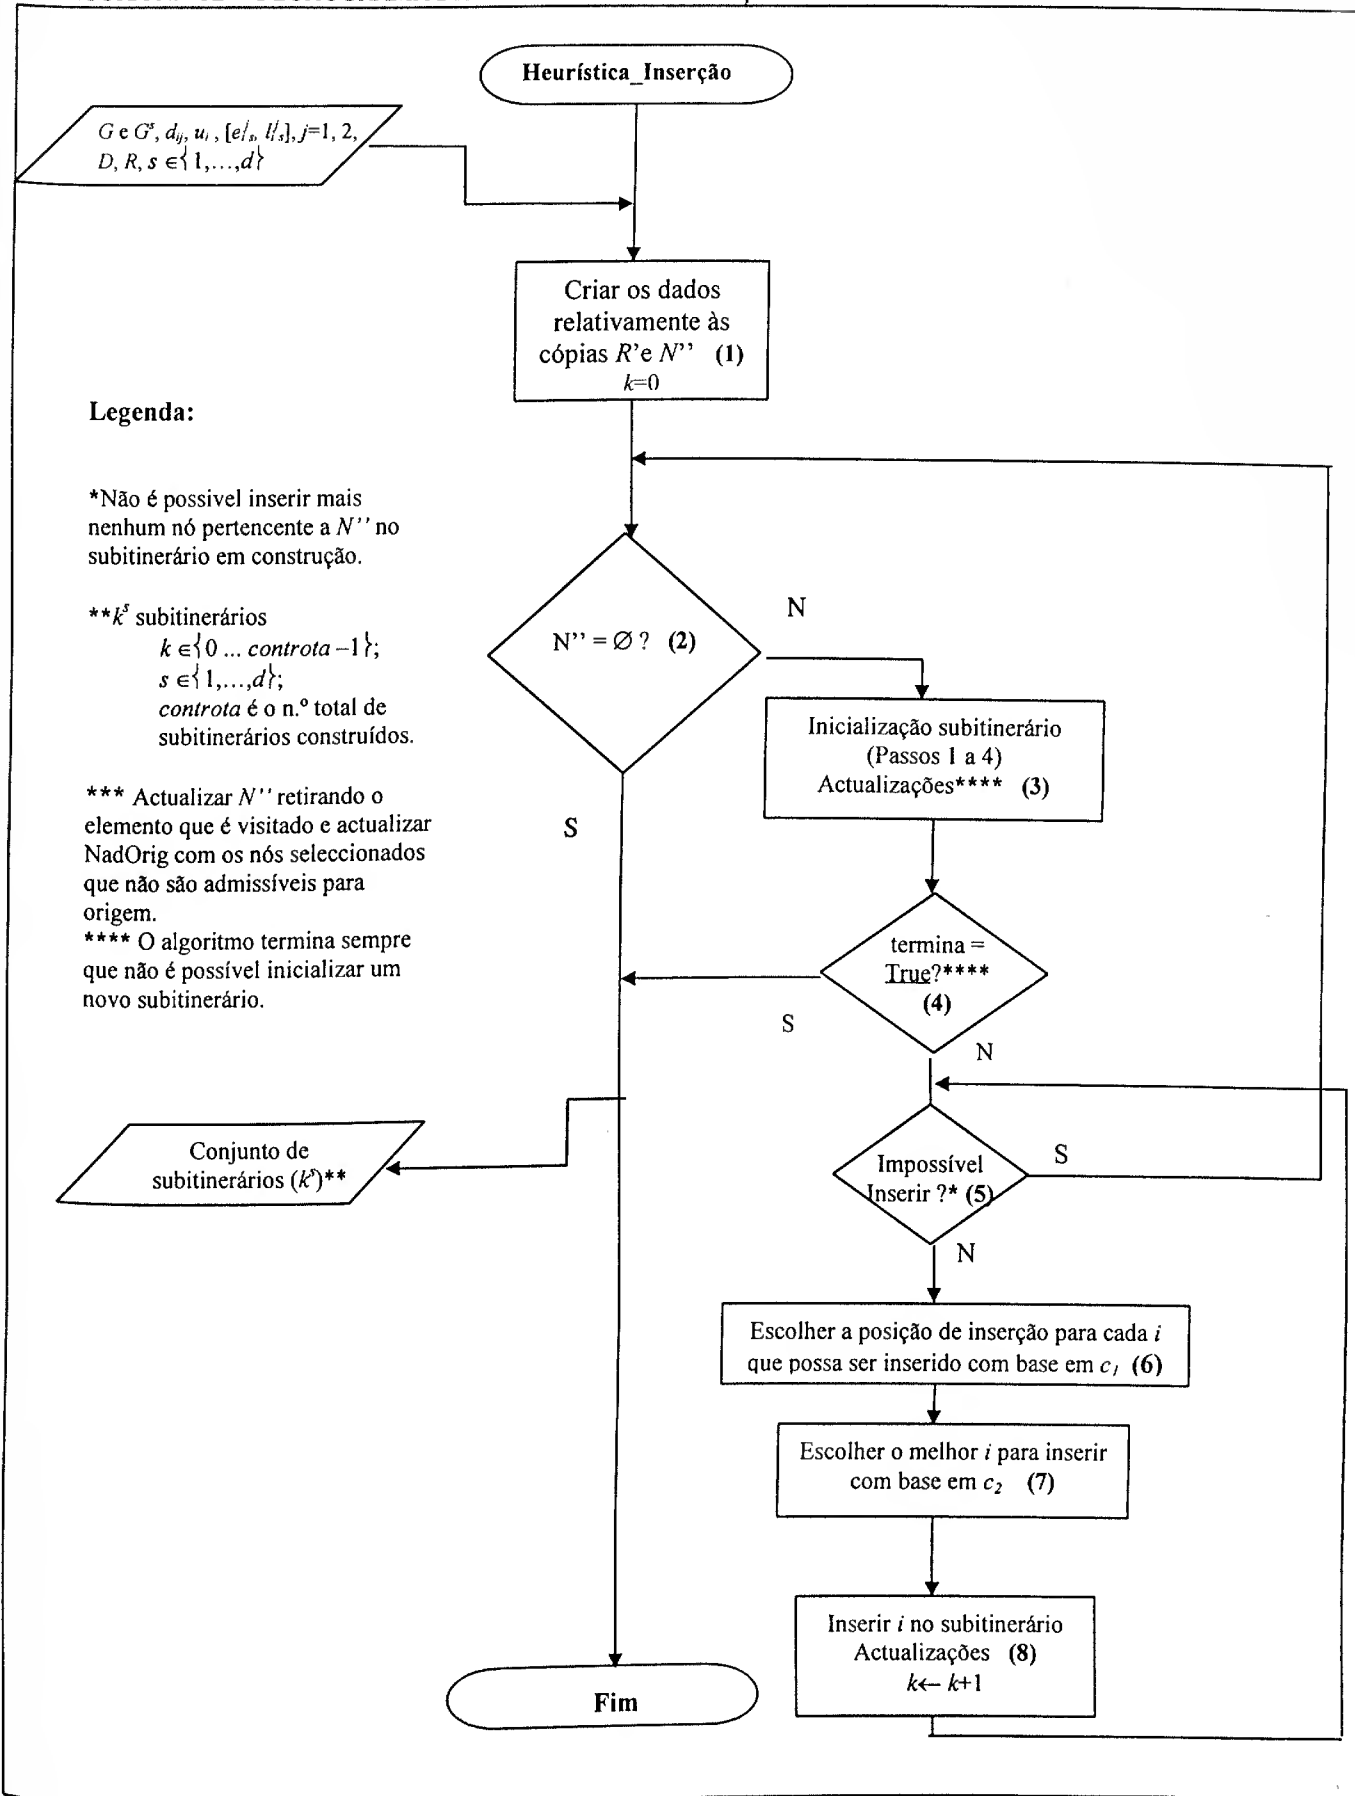 Heurística_Inserção
G e Gˢ, dᵢⱼ, uᵢ , [eʲₛ, lʲₛ], j=1, 2,
D, R, s ∈{ 1,…,d}
Criar os dados
relativamente às
cópias R’e N’’ (1)
k=0
Legenda:
*Não é possivel inserir mais
nenhum nó pertencente a N’’ no
subitinerário em construção.
**kˢ subitinerários
k ∈{0 ... controta –1};
s ∈{ 1,…,d};
controta é o n.º total de
subitinerários construídos.
*** Actualizar N’’ retirando o
elemento que é visitado e actualizar
NadOrig com os nós seleccionados
que não são admissíveis para
origem.
**** O algoritmo termina sempre
que não é possível inicializar um
novo subitinerário.
N’’ = ∅ ? (2)
N
S
Inicialização subitinerário
(Passos 1 a 4)
Actualizações**** (3)
termina =
True?****
(4)
S
N
Impossível
Inserir ?* (5)
S
N
Conjunto de
subitinerários (kˢ)**
Escolher a posição de inserção para cada i
que possa ser inserido com base em c₁ (6)
Escolher o melhor i para inserir
com base em c₂ (7)
Inserir i no subitinerário
Actualizações (8)
k← k+1
Fim